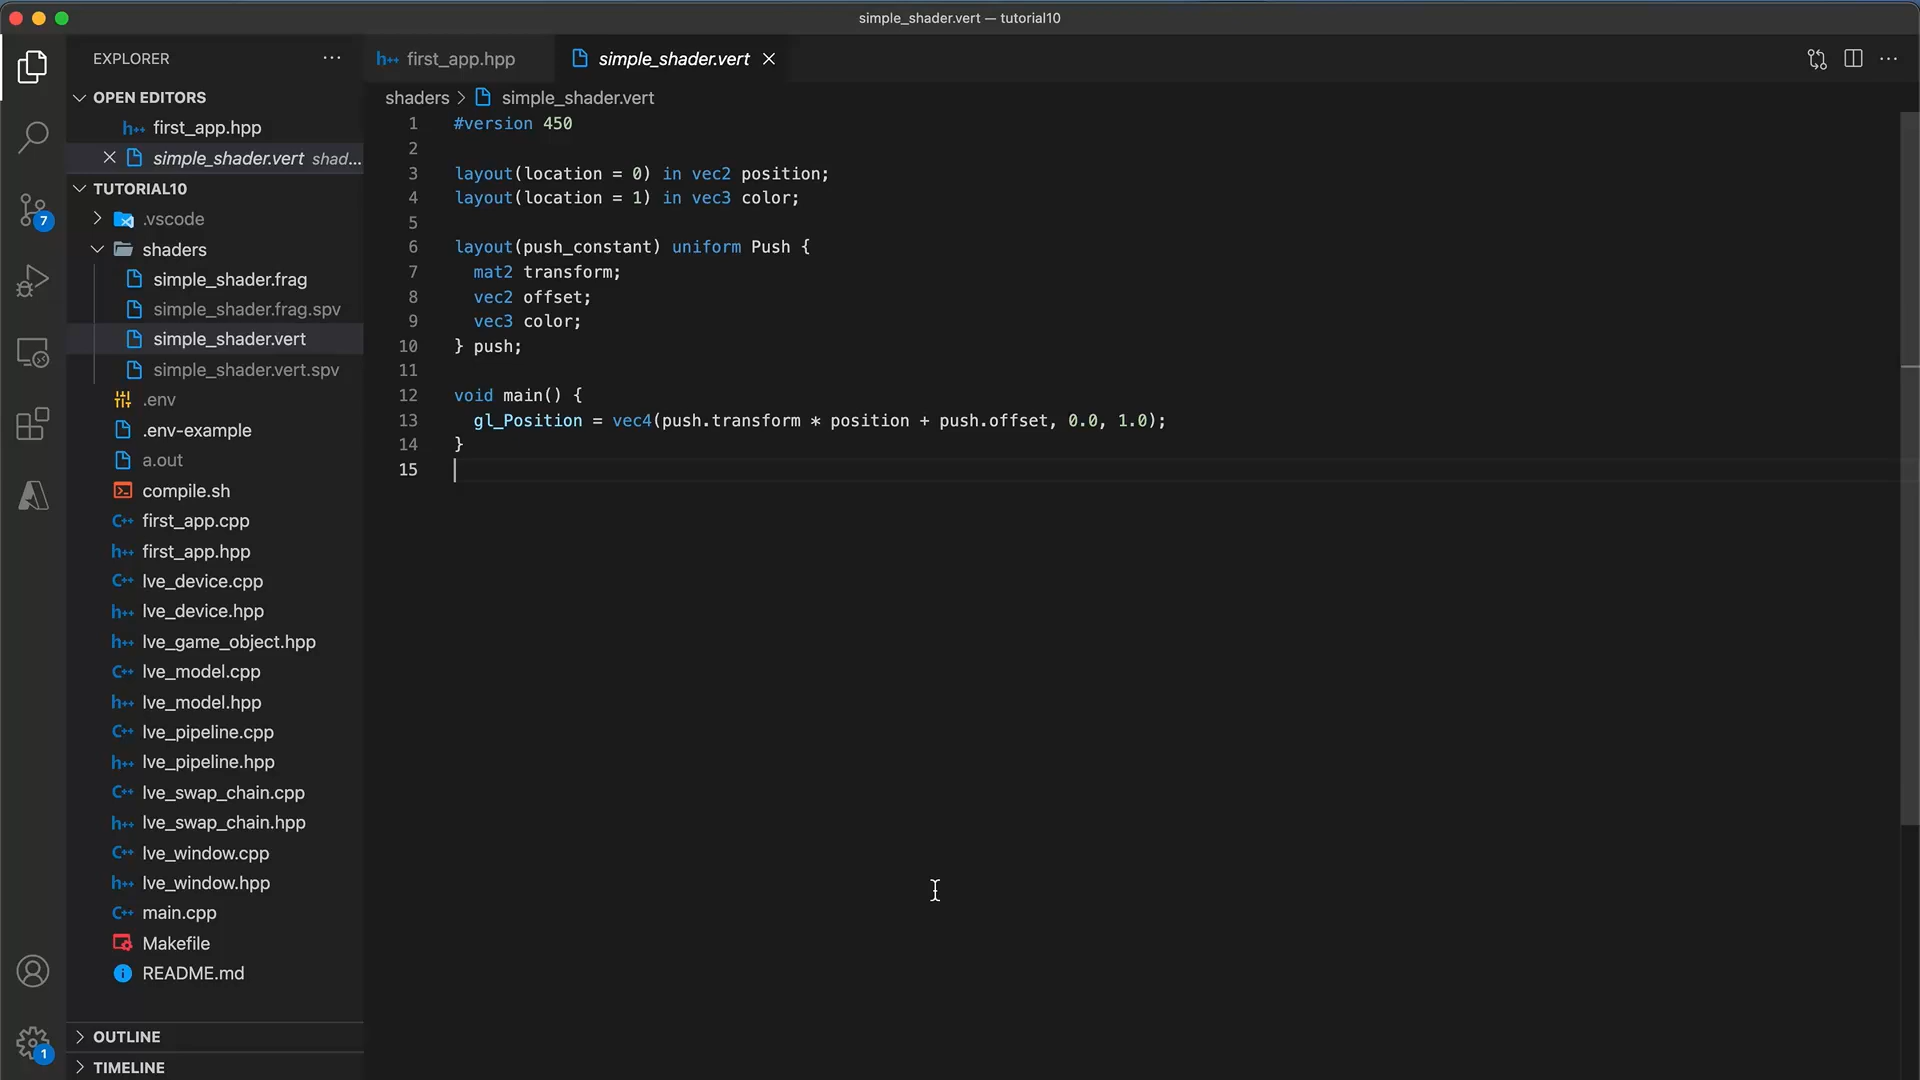 simple_shader.vert — tutorial10
EXPLORER
OPEN EDITORS
first_app.hpp
simple_shader.vert shad...
TUTORIAL10
.vscode
shaders
simple_shader.frag
simple_shader.frag.spv
simple_shader.vert
simple_shader.vert.spv
.env
.env-example
a.out
compile.sh
first_app.cpp
first_app.hpp
lve_device.cpp
lve_device.hpp
lve_game_object.hpp
lve_model.cpp
lve_model.hpp
lve_pipeline.cpp
lve_pipeline.hpp
lve_swap_chain.cpp
lve_swap_chain.hpp
lve_window.cpp
lve_window.hpp
main.cpp
Makefile
README.md
OUTLINE
TIMELINE
7
1
first_app.hpp
simple_shader.vert
shaders > simple_shader.vert
1 #version 450
2
3 layout(location = 0) in vec2 position;
4 layout(location = 1) in vec3 color;
5
6 layout(push_constant) uniform Push {
7 mat2 transform;
8 vec2 offset;
9 vec3 color;
10 } push;
11
12 void main() {
13 gl_Position = vec4(push.transform * position + push.offset, 0.0, 1.0);
14 }
15